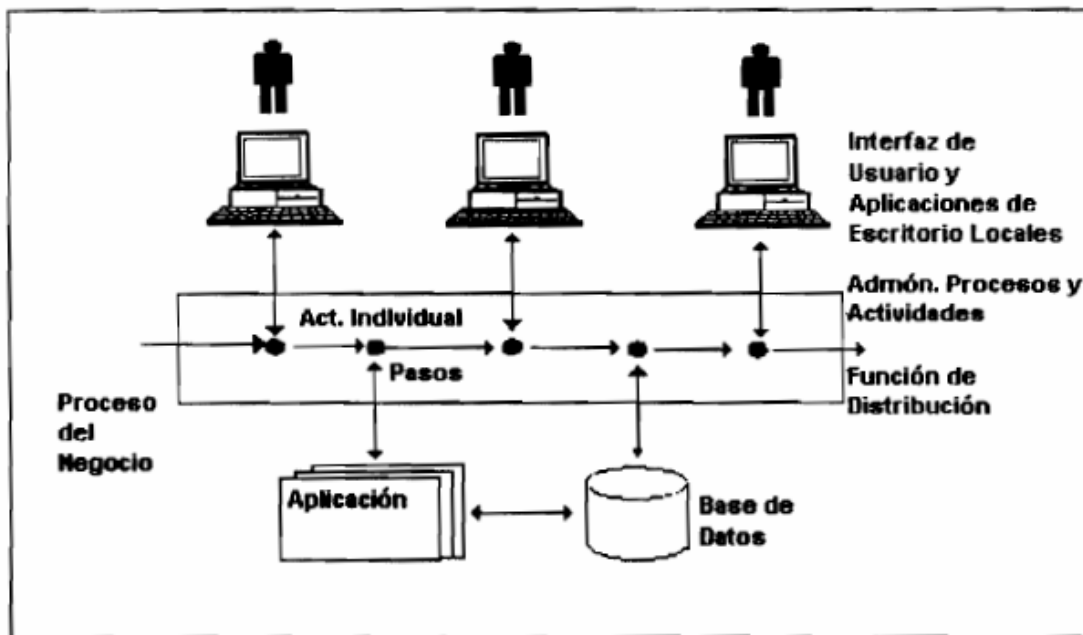 Interfaz de
Usuario y
Aplicaciones de
Escritorio Locales
Admón. Procesos y
Actividades
Act. Individual
Pasos
Función de
Distribución
Proceso
del
Negocio
Aplicación
Base de
Datos